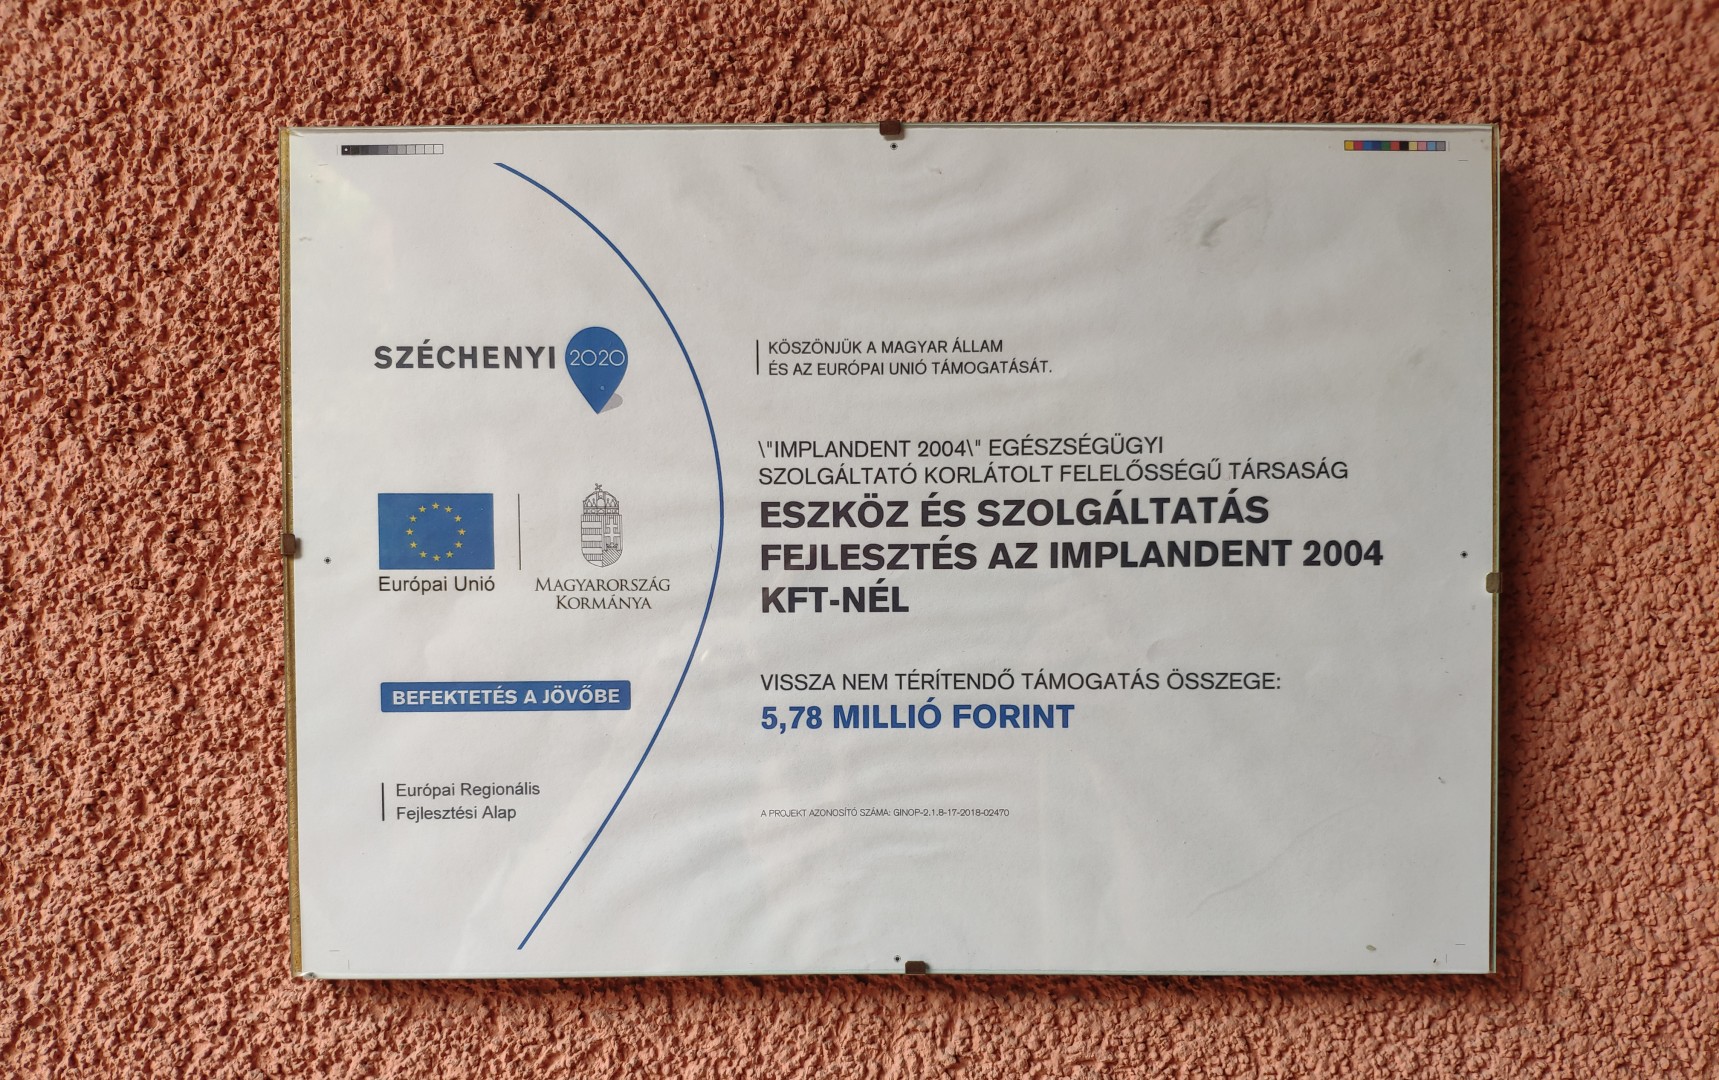 SZÉCHENYI 2020
Európai Unió
MAGYARORSZÁG
KORMÁNYA
BEFEKTETÉS A JÖVŐBE
Európai Regionális
Fejlesztési Alap
KÖSZÖNJÜK A MAGYAR ÁLLAM
ÉS AZ EURÓPAI UNIÓ TÁMOGATÁSÁT.
\"IMPLANDENT 2004\" EGÉSZSÉGÜGYI
SZOLGÁLTATÓ KORLÁTOLT FELELŐSSÉGŰ TÁRSASÁG
ESZKÖZ ÉS SZOLGÁLTATÁS
FEJLESZTÉS AZ IMPLANDENT 2004
KFT-NÉL
VISSZA NEM TÉRÍTENDŐ TÁMOGATÁS ÖSSZEGE:
5,78 MILLIÓ FORINT
A PROJEKT AZONOSÍTÓ SZÁMA: GINOP-2.1.8-17-2018-02470